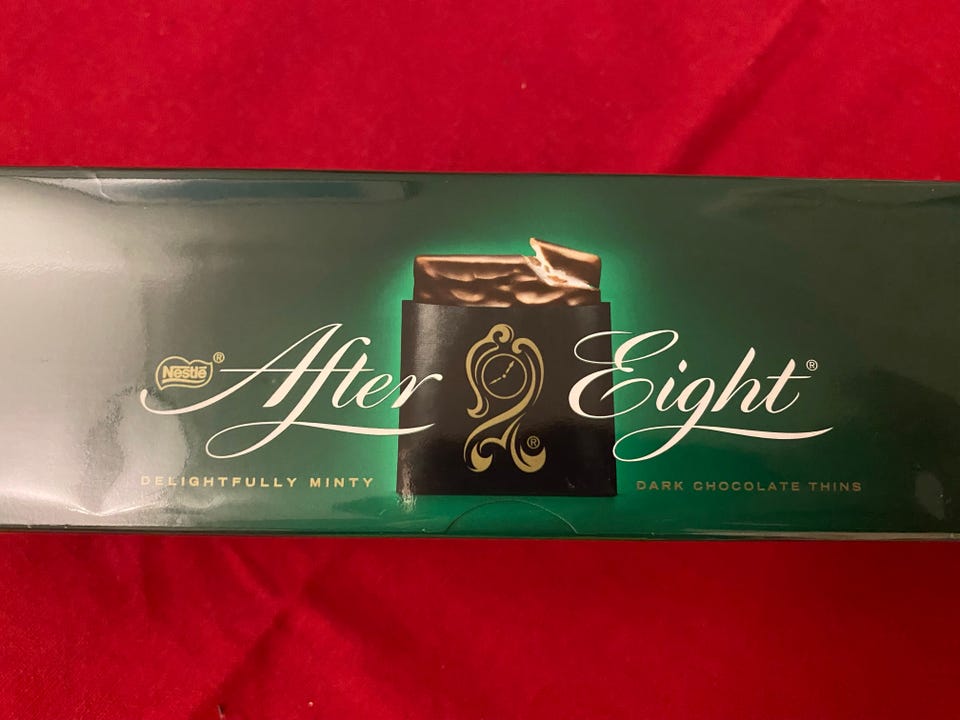 Nestlé® After Eight®
®
DELIGHTFULLY MINTY
DARK CHOCOLATE THINS